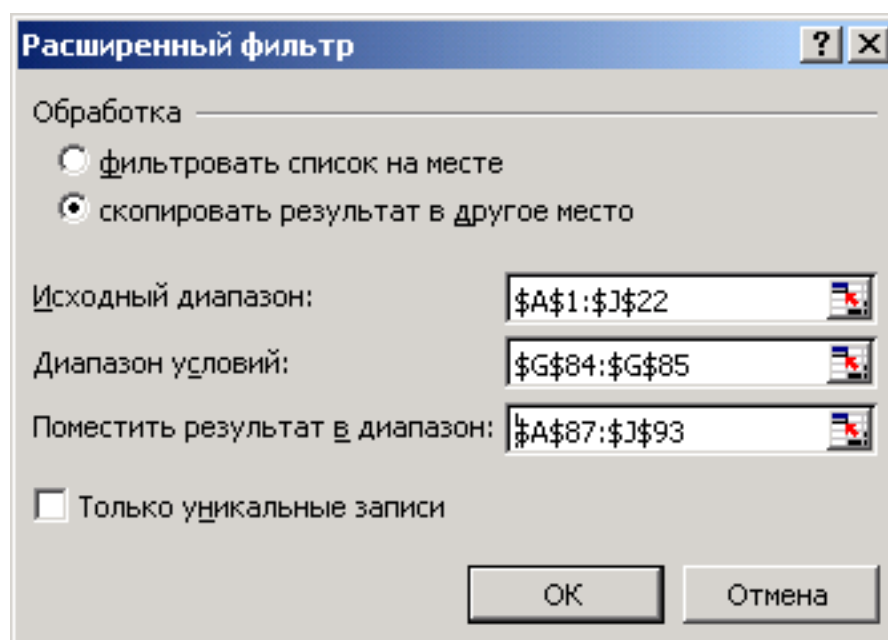 Расширенный фильтр ? X
Обработка
фильтровать список на месте
скопировать результат в другое место
Исходный диапазон: $A$1:$J$22
Диапазон условий: $G$84:$G$85
Поместить результат в диапазон: $A$87:$J$93
Только уникальные записи
OK Отмена